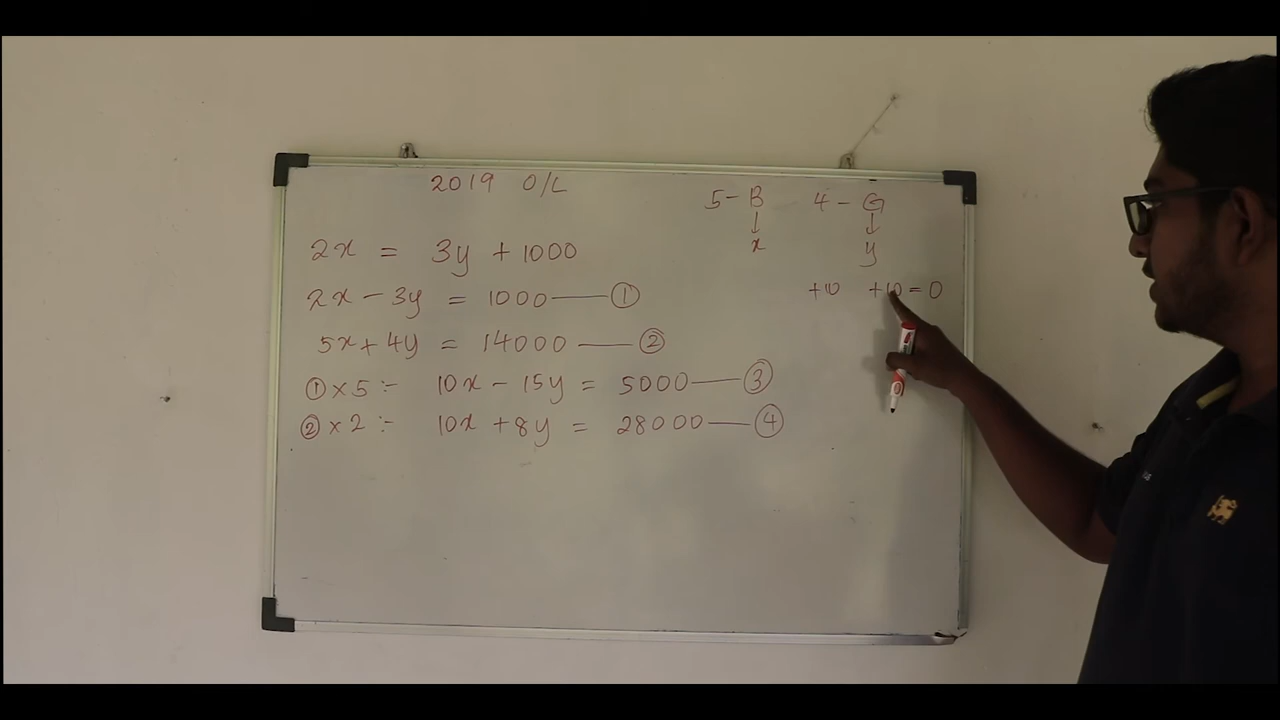 2019 O/L
5 - B 4 - G
↓ ↓
x y
2x = 3y + 1000
2x - 3y = 1000 —— ①
+10 +10 = 0
5x + 4y = 14000 —— ②
① × 5 :- 10x - 15y = 5000 —— ③
② × 2 :- 10x + 8y = 28000 —— ④